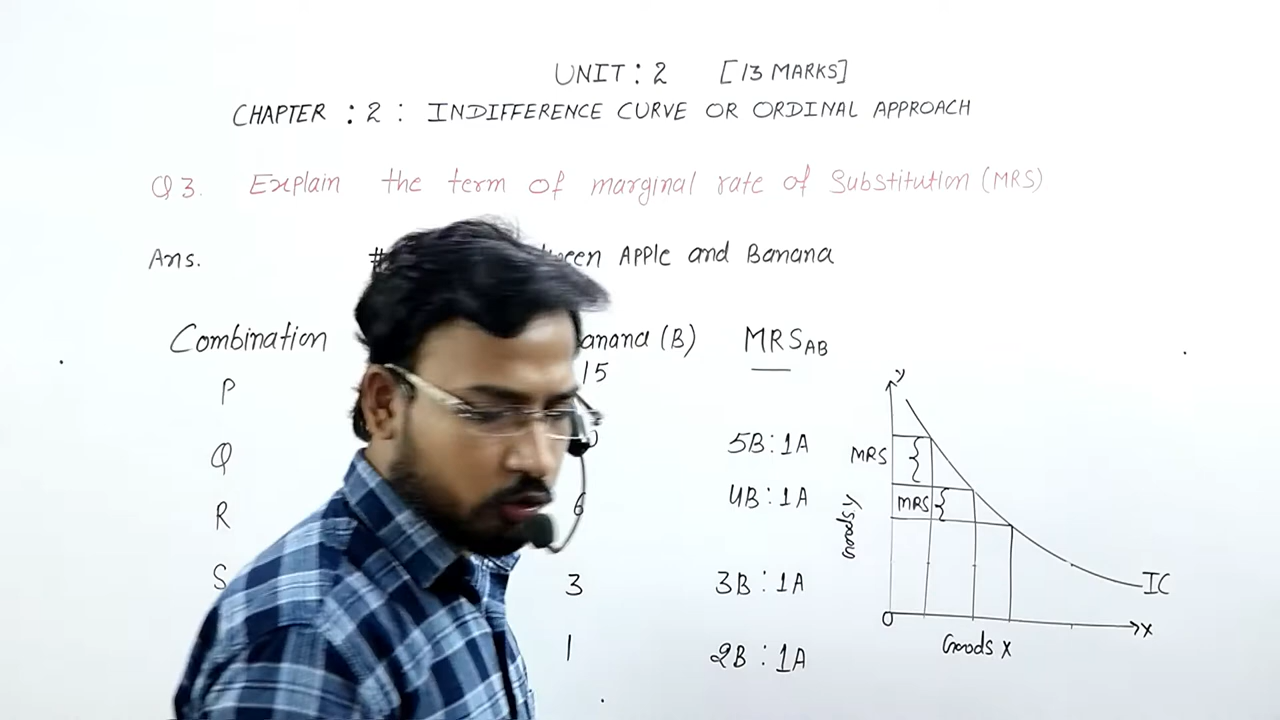 UNIT : 2 [13 MARKS]
CHAPTER : 2 : INDIFFERENCE CURVE OR ORDINAL APPROACH
Q3. Explain the term of marginal rate of Substitution (MRS)
Ans. # APPle and Banana
Combination anana (B) MRSAB
P 15
Q 5B : 1A
R 6 4B : 1A
S 3 3B : 1A
1 2B : 1A
y
MRS
MRS
Goods y
IC
O X
Goods X